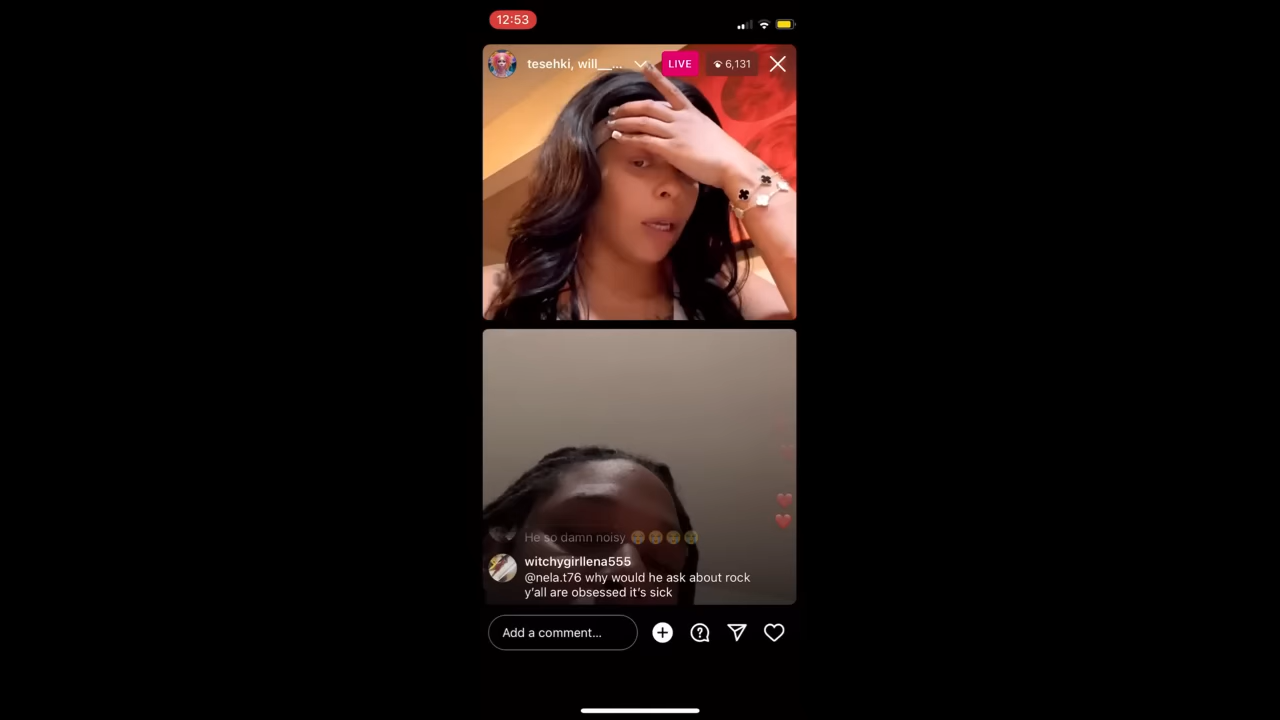 12:53
tesehki, will__...
LIVE
6,131
He so damn noisy
witchygirllena555
@nela.t76 why would he ask about rock
y'all are obsessed it's sick
Add a comment...